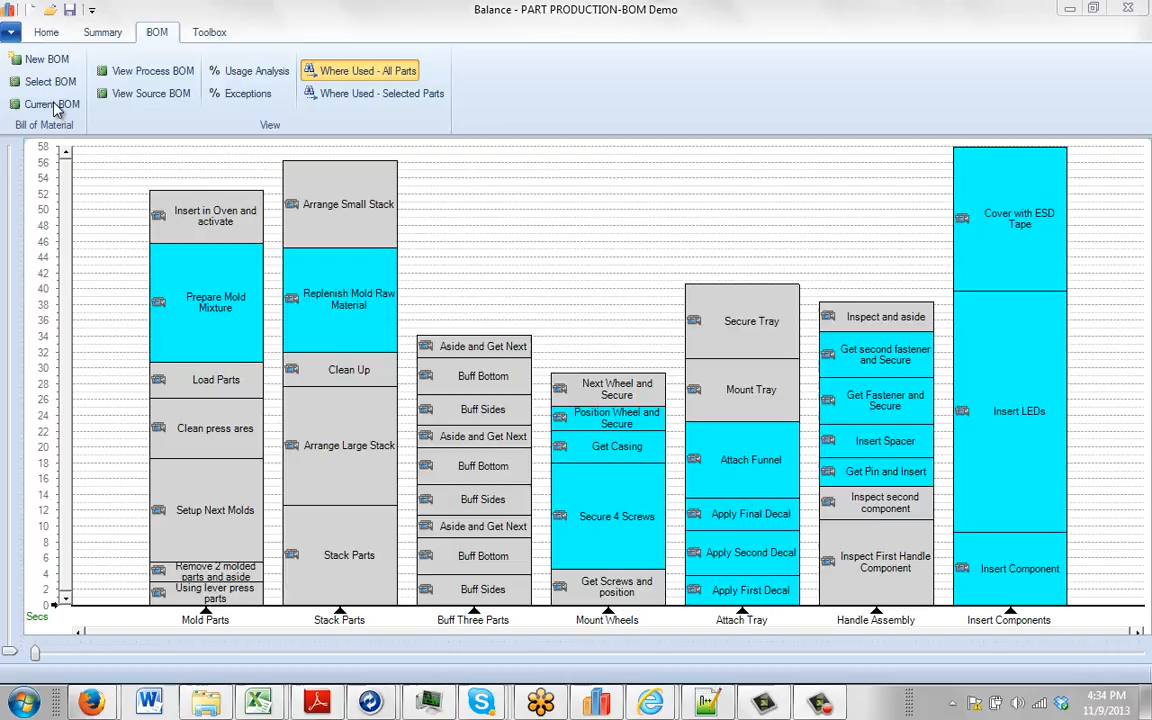 Balance - PART PRODUCTION-BOM Demo
Home
Summary
BOM
Toolbox
New BOM
Select BOM
Current BOM
Bill of Material
View Process BOM
View Source BOM
% Usage Analysis
% Exceptions
Where Used - All Parts
Where Used - Selected Parts
View
58
56
54
52
50
48
46
44
42
40
38
36
34
32
30
28
26
24
22
20
18
16
14
12
10
8
6
4
2
0
Secs
Insert in Oven and
activate
Prepare Mold
Mixture
Load Parts
Clean press ares
Setup Next Molds
Remove 2 molded
parts and aside
Using lever press
parts
Mold Parts
Arrange Small Stack
Replenish Mold Raw
Material
Clean Up
Arrange Large Stack
Stack Parts
Stack Parts
Aside and Get Next
Buff Bottom
Buff Sides
Aside and Get Next
Buff Bottom
Buff Sides
Aside and Get Next
Buff Bottom
Buff Sides
Buff Three Parts
Next Wheel and
Secure
Position Wheel and
Secure
Get Casing
Secure 4 Screws
Get Screws and
position
Mount Wheels
Secure Tray
Mount Tray
Attach Funnel
Apply Final Decal
Apply Second Decal
Apply First Decal
Attach Tray
Inspect and aside
Get second fastener
and Secure
Get Fastener and
Secure
Insert Spacer
Get Pin and Insert
Inspect second
component
Inspect First Handle
Component
Handle Assembly
Cover with ESD
Tape
Insert LEDs
Insert Component
Insert Components
4:34 PM
11/9/2013